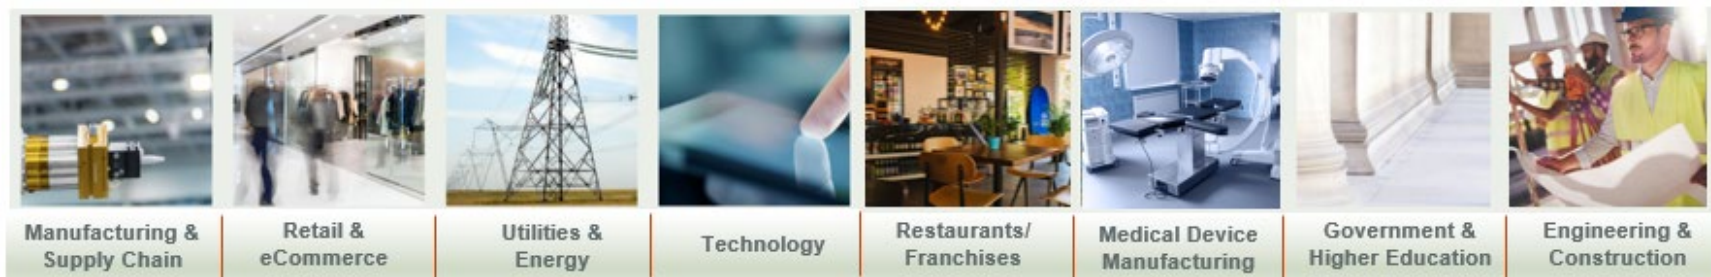 Manufacturing &
Supply Chain
Retail &
eCommerce
Utilities &
Energy
Technology
Restaurants/
Franchises
Medical Device
Manufacturing
Government &
Higher Education
Engineering &
Construction